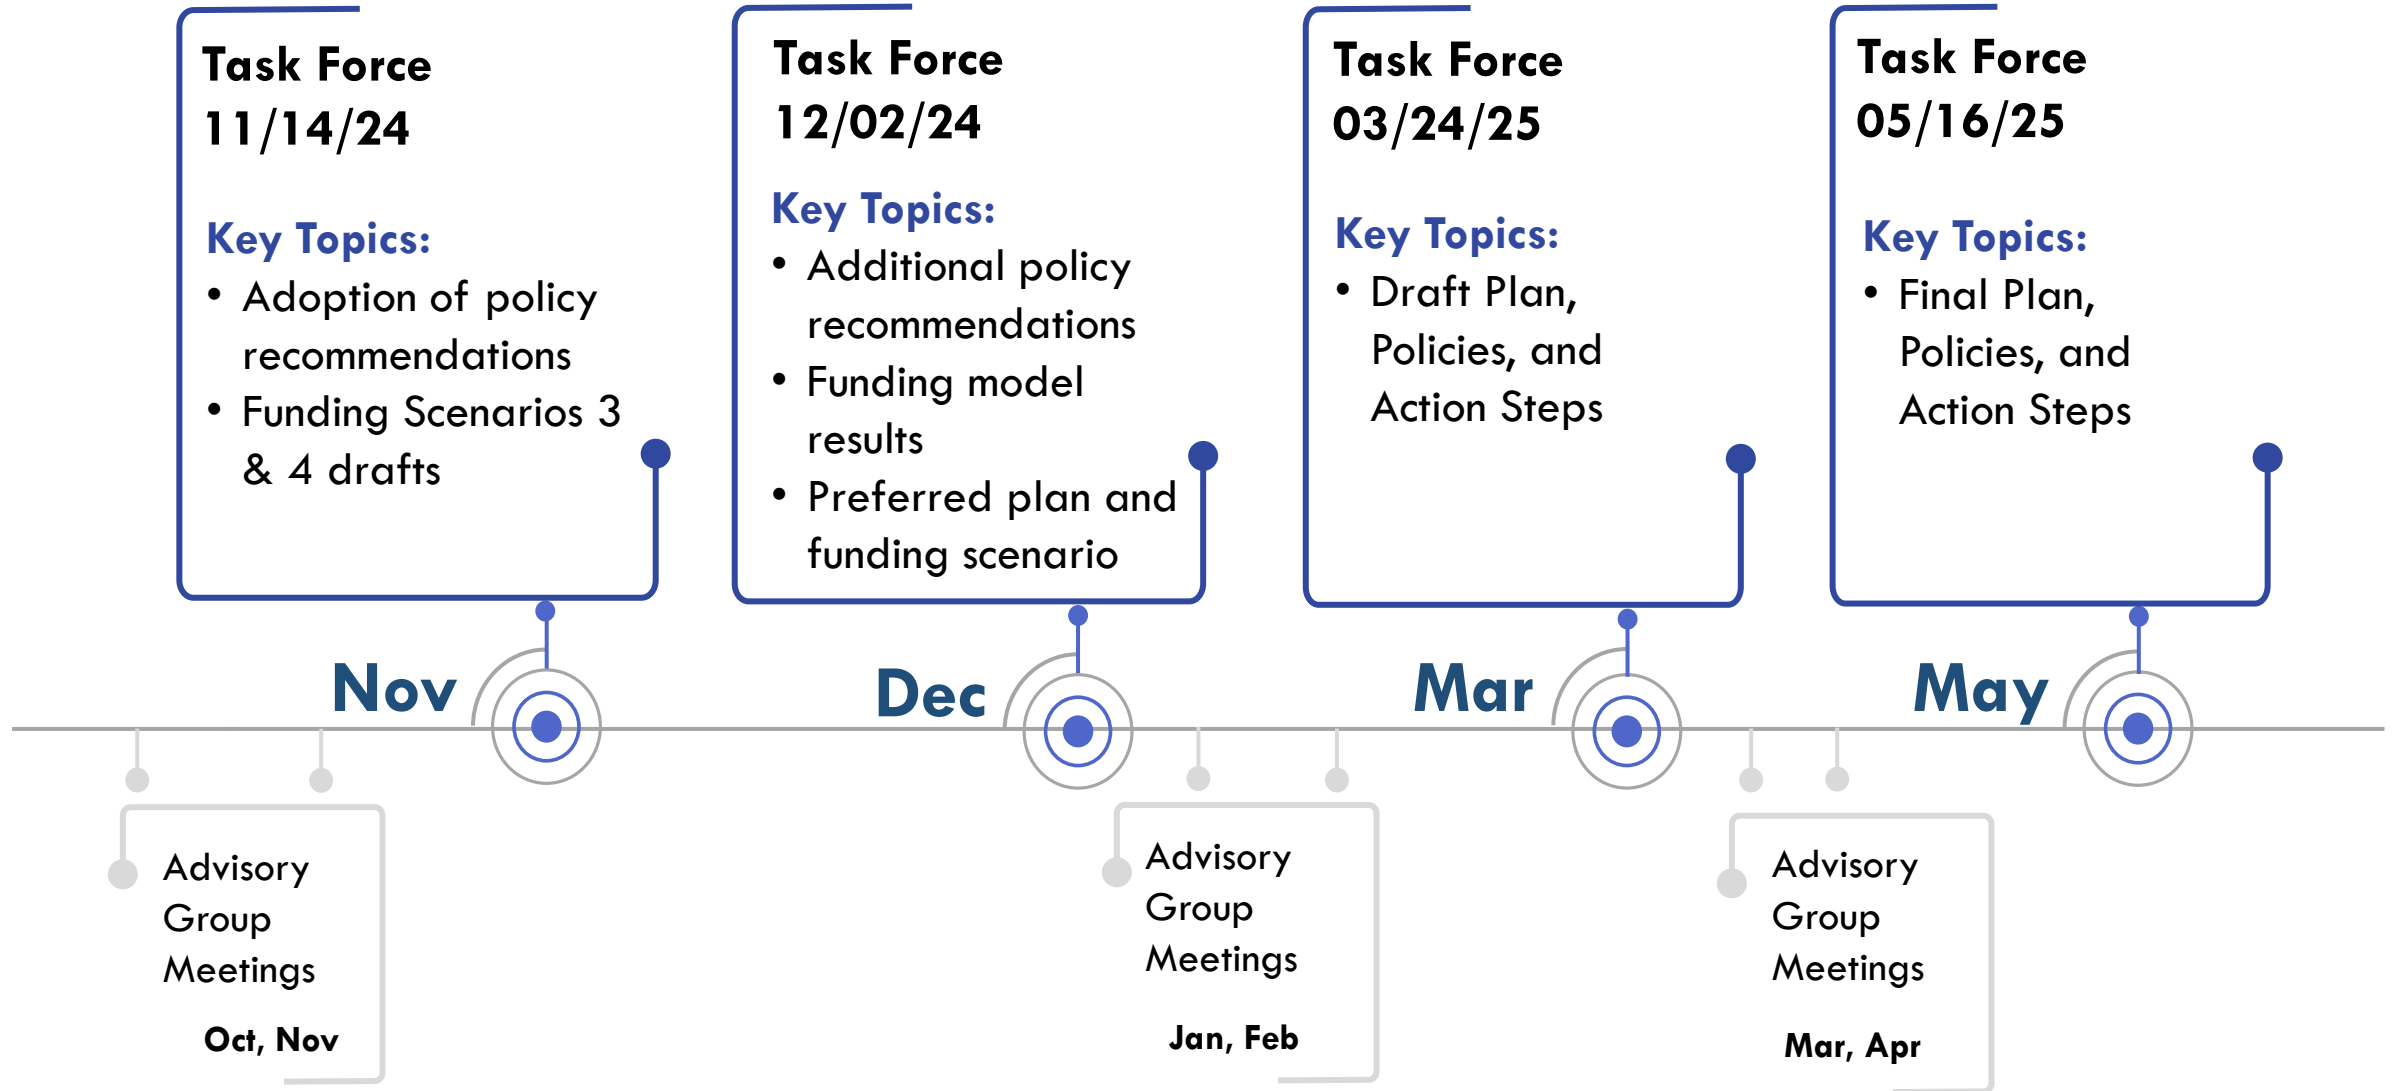 Task Force
11/14/24
Key Topics:
• Adoption of policy
recommendations
• Funding Scenarios 3
& 4 drafts
Task Force
12/02/24
Key Topics:
• Additional policy
recommendations
• Funding model
results
• Preferred plan and
funding scenario
Task Force
03/24/25
Key Topics:
• Draft Plan,
Policies, and
Action Steps
Task Force
05/16/25
Key Topics:
• Final Plan,
Policies, and
Action Steps
Nov
Dec
Mar
May
Advisory
Group
Meetings
Oct, Nov
Advisory
Group
Meetings
Jan, Feb
Advisory
Group
Meetings
Mar, Apr